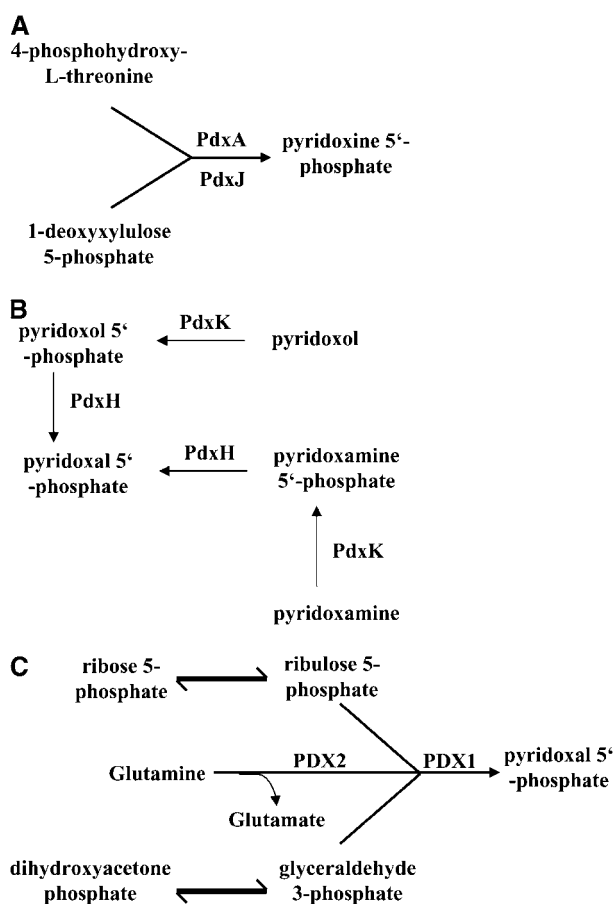 A
4-phosphohydroxy-
L-threonine
PdxA
PdxJ
pyridoxine 5‘-
phosphate
1-deoxyxylulose
5-phosphate
B
pyridoxol 5‘
-phosphate
PdxK
pyridoxol
PdxH
pyridoxal 5‘
-phosphate
PdxH
pyridoxamine
5‘-phosphate
PdxK
pyridoxamine
C
ribose 5-
phosphate
ribulose 5-
phosphate
Glutamine
PDX2
PDX1
pyridoxal 5‘
-phosphate
Glutamate
dihydroxyacetone
phosphate
glyceraldehyde
3-phosphate